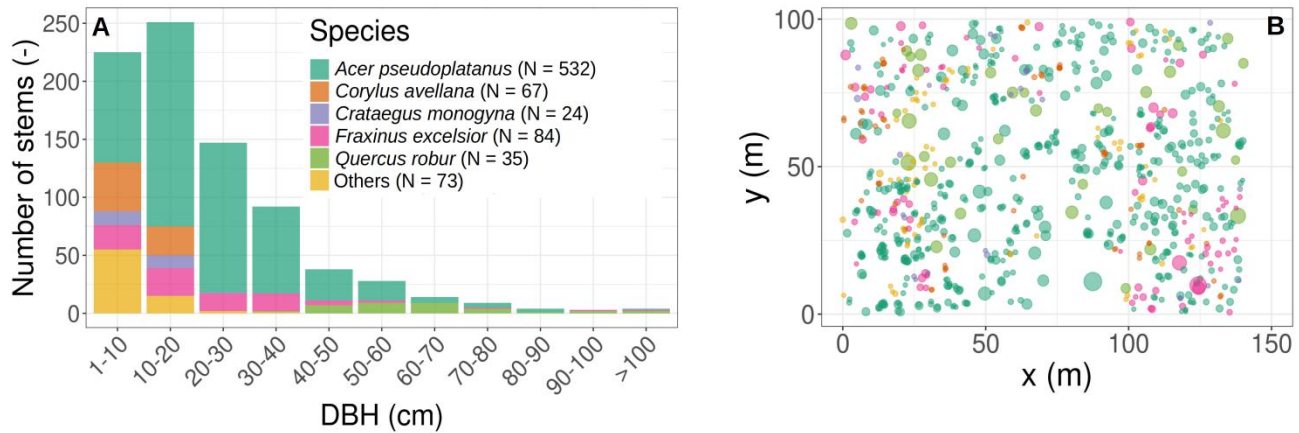 A
Number of stems (-)
250
200
150
100
50
0
Species
Acer pseudoplatanus (N = 532)
Corylus avellana (N = 67)
Crataegus monogyna (N = 24)
Fraxinus excelsior (N = 84)
Quercus robur (N = 35)
Others (N = 73)
1-10
10-20
20-30
30-40
40-50
50-60
60-70
70-80
80-90
90-100
>100
DBH (cm)
B
y (m)
100
50
0
0
50
100
150
x (m)